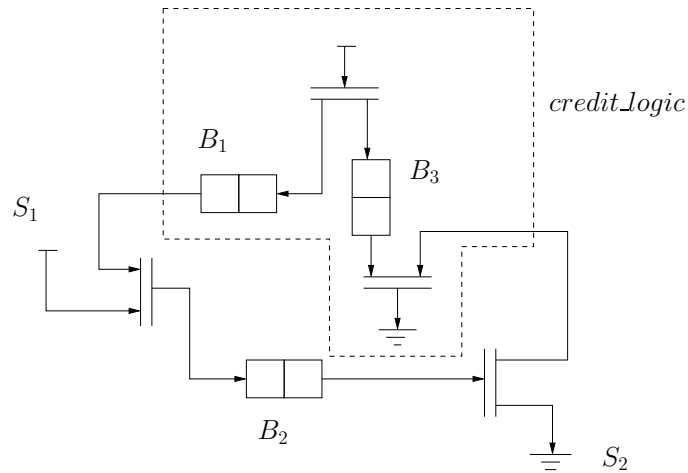 credit_logic
B₁
B₃
S₁
B₂
S₂